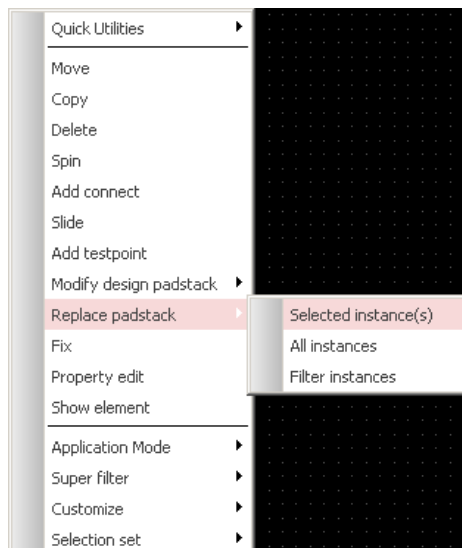 Quick Utilities
Move
Copy
Delete
Spin
Add connect
Slide
Add testpoint
Modify design padstack
Replace padstack
Selected instance(s)
Fix
All instances
Property edit
Filter instances
Show element
Application Mode
Super filter
Customize
Selection set